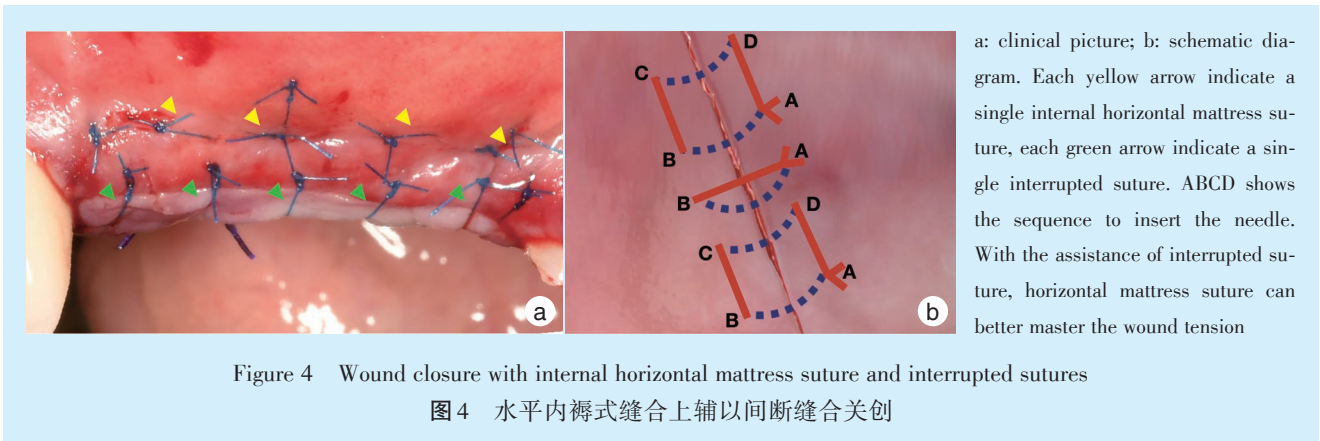 a
D
C
A
B
A
B
D
C
A
B
b
a: clinical picture; b: schematic dia-
gram. Each yellow arrow indicate a
single internal horizontal mattress su-
ture, each green arrow indicate a sin-
gle interrupted suture. ABCD shows
the sequence to insert the needle.
With the assistance of interrupted su-
ture, horizontal mattress suture can
better master the wound tension
Figure 4 Wound closure with internal horizontal mattress suture and interrupted sutures
图4 水平内褥式缝合上辅以间断缝合关创